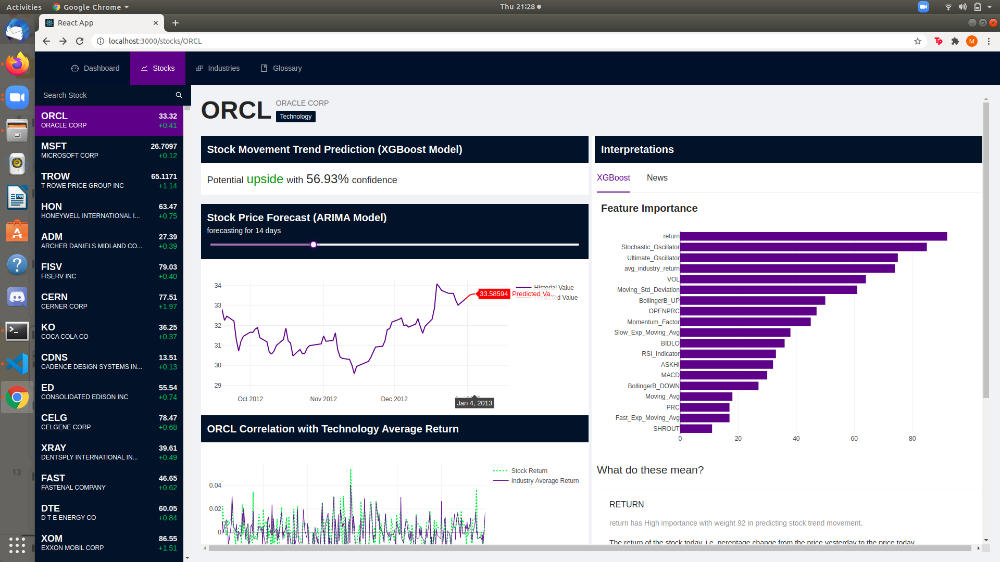 Activities
Google Chrome
Thu 21:28
React App
localhost:3000/stocks/ORCL
Tp
M
Dashboard
Stocks
Industries
Glossary
Search Stock
ORCL 33.32
ORACLE CORP +0.41
MSFT 26.7097
MICROSOFT CORP +0.12
TROW 65.1171
T ROWE PRICE GROUP INC +1.14
HON 63.47
HONEYWELL INTERNATIONAL I... +0.75
ADM 27.39
ARCHER DANIELS MIDLAND CO... +0.39
FISV 79.03
FISERV INC +0.40
CERN 77.51
CERNER CORP +1.97
KO 36.25
COCA COLA CO +0.37
CDNS 13.51
CADENCE DESIGN SYSTEMS IN... +0.13
ED 55.54
CONSOLIDATED EDISON INC +0.74
CELG 78.47
CELGENE CORP +0.68
XRAY 39.61
DENTSPLY INTERNATIONAL IN... +0.49
FAST 46.65
FASTENAL COMPANY +0.62
DTE 60.05
D T E ENERGY CO +0.84
XOM 86.55
EXXON MOBIL CORP +1.51
13
ORCL
ORACLE CORP
Technology
Stock Movement Trend Prediction (XGBoost Model)
Potential upside with 56.93% confidence
Stock Price Forecast (ARIMA Model)
forecasting for 14 days
34
33
32
31
30
29
Oct 2012
Nov 2012
Dec 2012
Jan 4, 2013
33.58594
Predicted Va...
Historial Value
Predicted Value
ORCL Correlation with Technology Average Return
0.04
0.02
0
Stock Return
Industry Average Return
Interpretations
XGBoost
News
Feature Importance
return
Stochastic_Oscillator
Ultimate_Oscillator
avg_industry_return
VOL
Moving_Std_Deviation
BollingerB_UP
OPENPRC
Momentum_Factor
Slow_Exp_Moving_Avg
BIDLO
RSI_Indicator
ASKHI
MACD
BollingerB_DOWN
Moving_Avg
PRC
Fast_Exp_Moving_Avg
SHROUT
0 20 40 60 80
What do these mean?
RETURN
return has High importance with weight 92 in predicting stock trend movement.
The return of the stock today, i.e. perentage change from the price yesterday to the price today